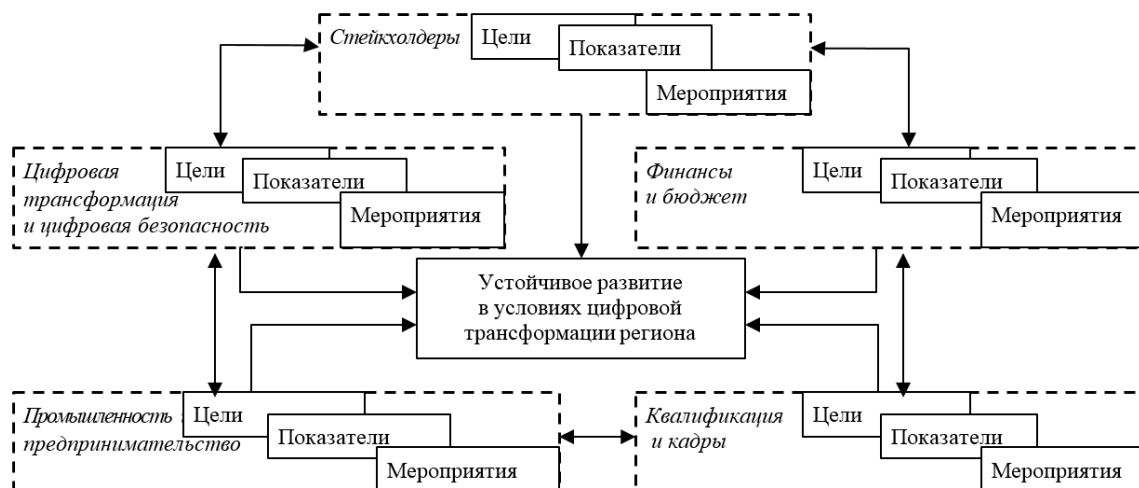 Стейкхолдеры
Цели
Показатели
Мероприятия
Цифровая
трансформация
и цифровая безопасность
Цели
Показатели
Мероприятия
Финансы
и бюджет
Цели
Показатели
Мероприятия
Устойчивое развитие
в условиях цифровой
трансформации региона
Промышленность
предпринимательство
Цели
Показатели
Мероприятия
Квалификация
и кадры
Цели
Показатели
Мероприятия